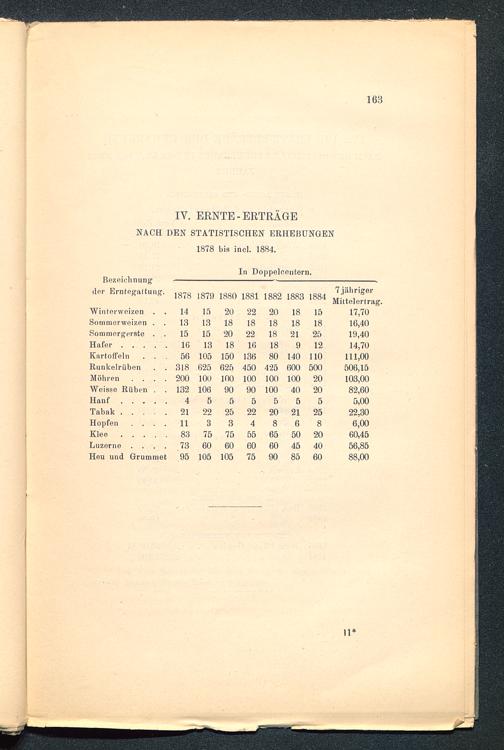 163
IV. ERNTE-ERTRÄGE
NACH DEN STATISTISCHEN ERHEBUNGEN
1878 bis incl. 1884.
Bezeichnung der Erntegattung. In Doppelcentern.
1878 1879 1880 1881 1882 1883 1884 7jähriger Mittelertrag.
Winterweizen . . 14 15 20 22 20 18 15 17,70
Sommerweizen . . 13 13 18 18 18 18 18 16,40
Sommergerste . . 15 15 20 22 18 21 25 19,40
Hafer . . . . . 16 13 18 16 18 9 12 14,70
Kartoffeln . . . 56 105 150 136 80 140 110 111,00
Runkelrüben . . 318 625 625 450 425 600 500 506,15
Möhren . . . . 200 100 100 100 100 100 20 103,00
Weisse Rüben . . 132 106 90 90 100 40 20 82,60
Hanf . . . . . 4 5 5 5 5 5 5 5,00
Tabak . . . . . 21 22 25 22 20 21 25 22,30
Hopfen . . . . 11 3 3 4 8 6 8 6,00
Klee . . . . . 83 75 75 55 65 50 20 60,45
Luzerne . . . . 73 60 60 60 60 45 40 56,85
Heu und Grummet 95 105 105 75 90 85 60 88,00
11*